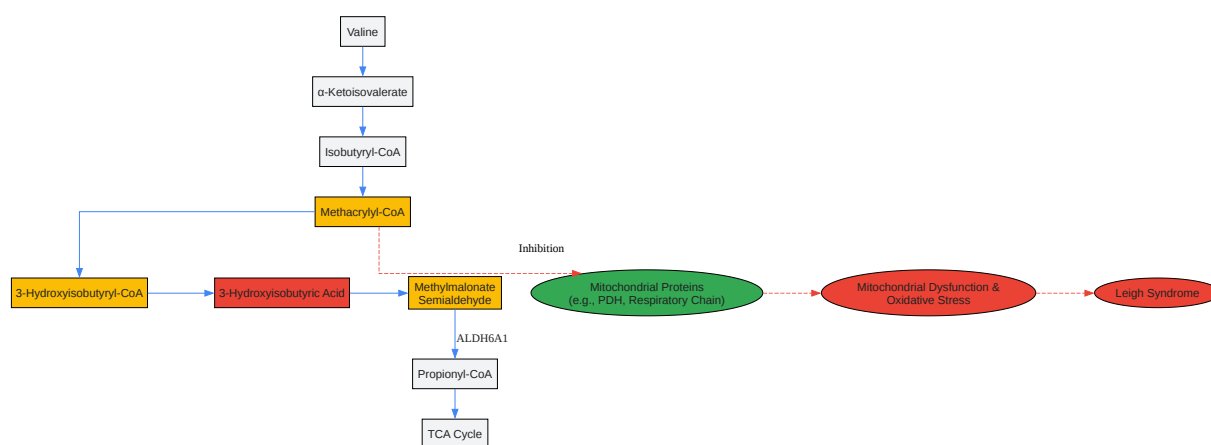 Valine
α-Ketoisovalerate
Isobutyryl-CoA
Methacrylyl-CoA
Inhibition
3-Hydroxyisobutyryl-CoA
3-Hydroxyisobutyric Acid
Methylmalonate
Semialdehyde
Mitochondrial Proteins
(e.g., PDH, Respiratory Chain)
Mitochondrial Dysfunction &
Oxidative Stress
Leigh Syndrome
ALDH6A1
Propionyl-CoA
TCA Cycle